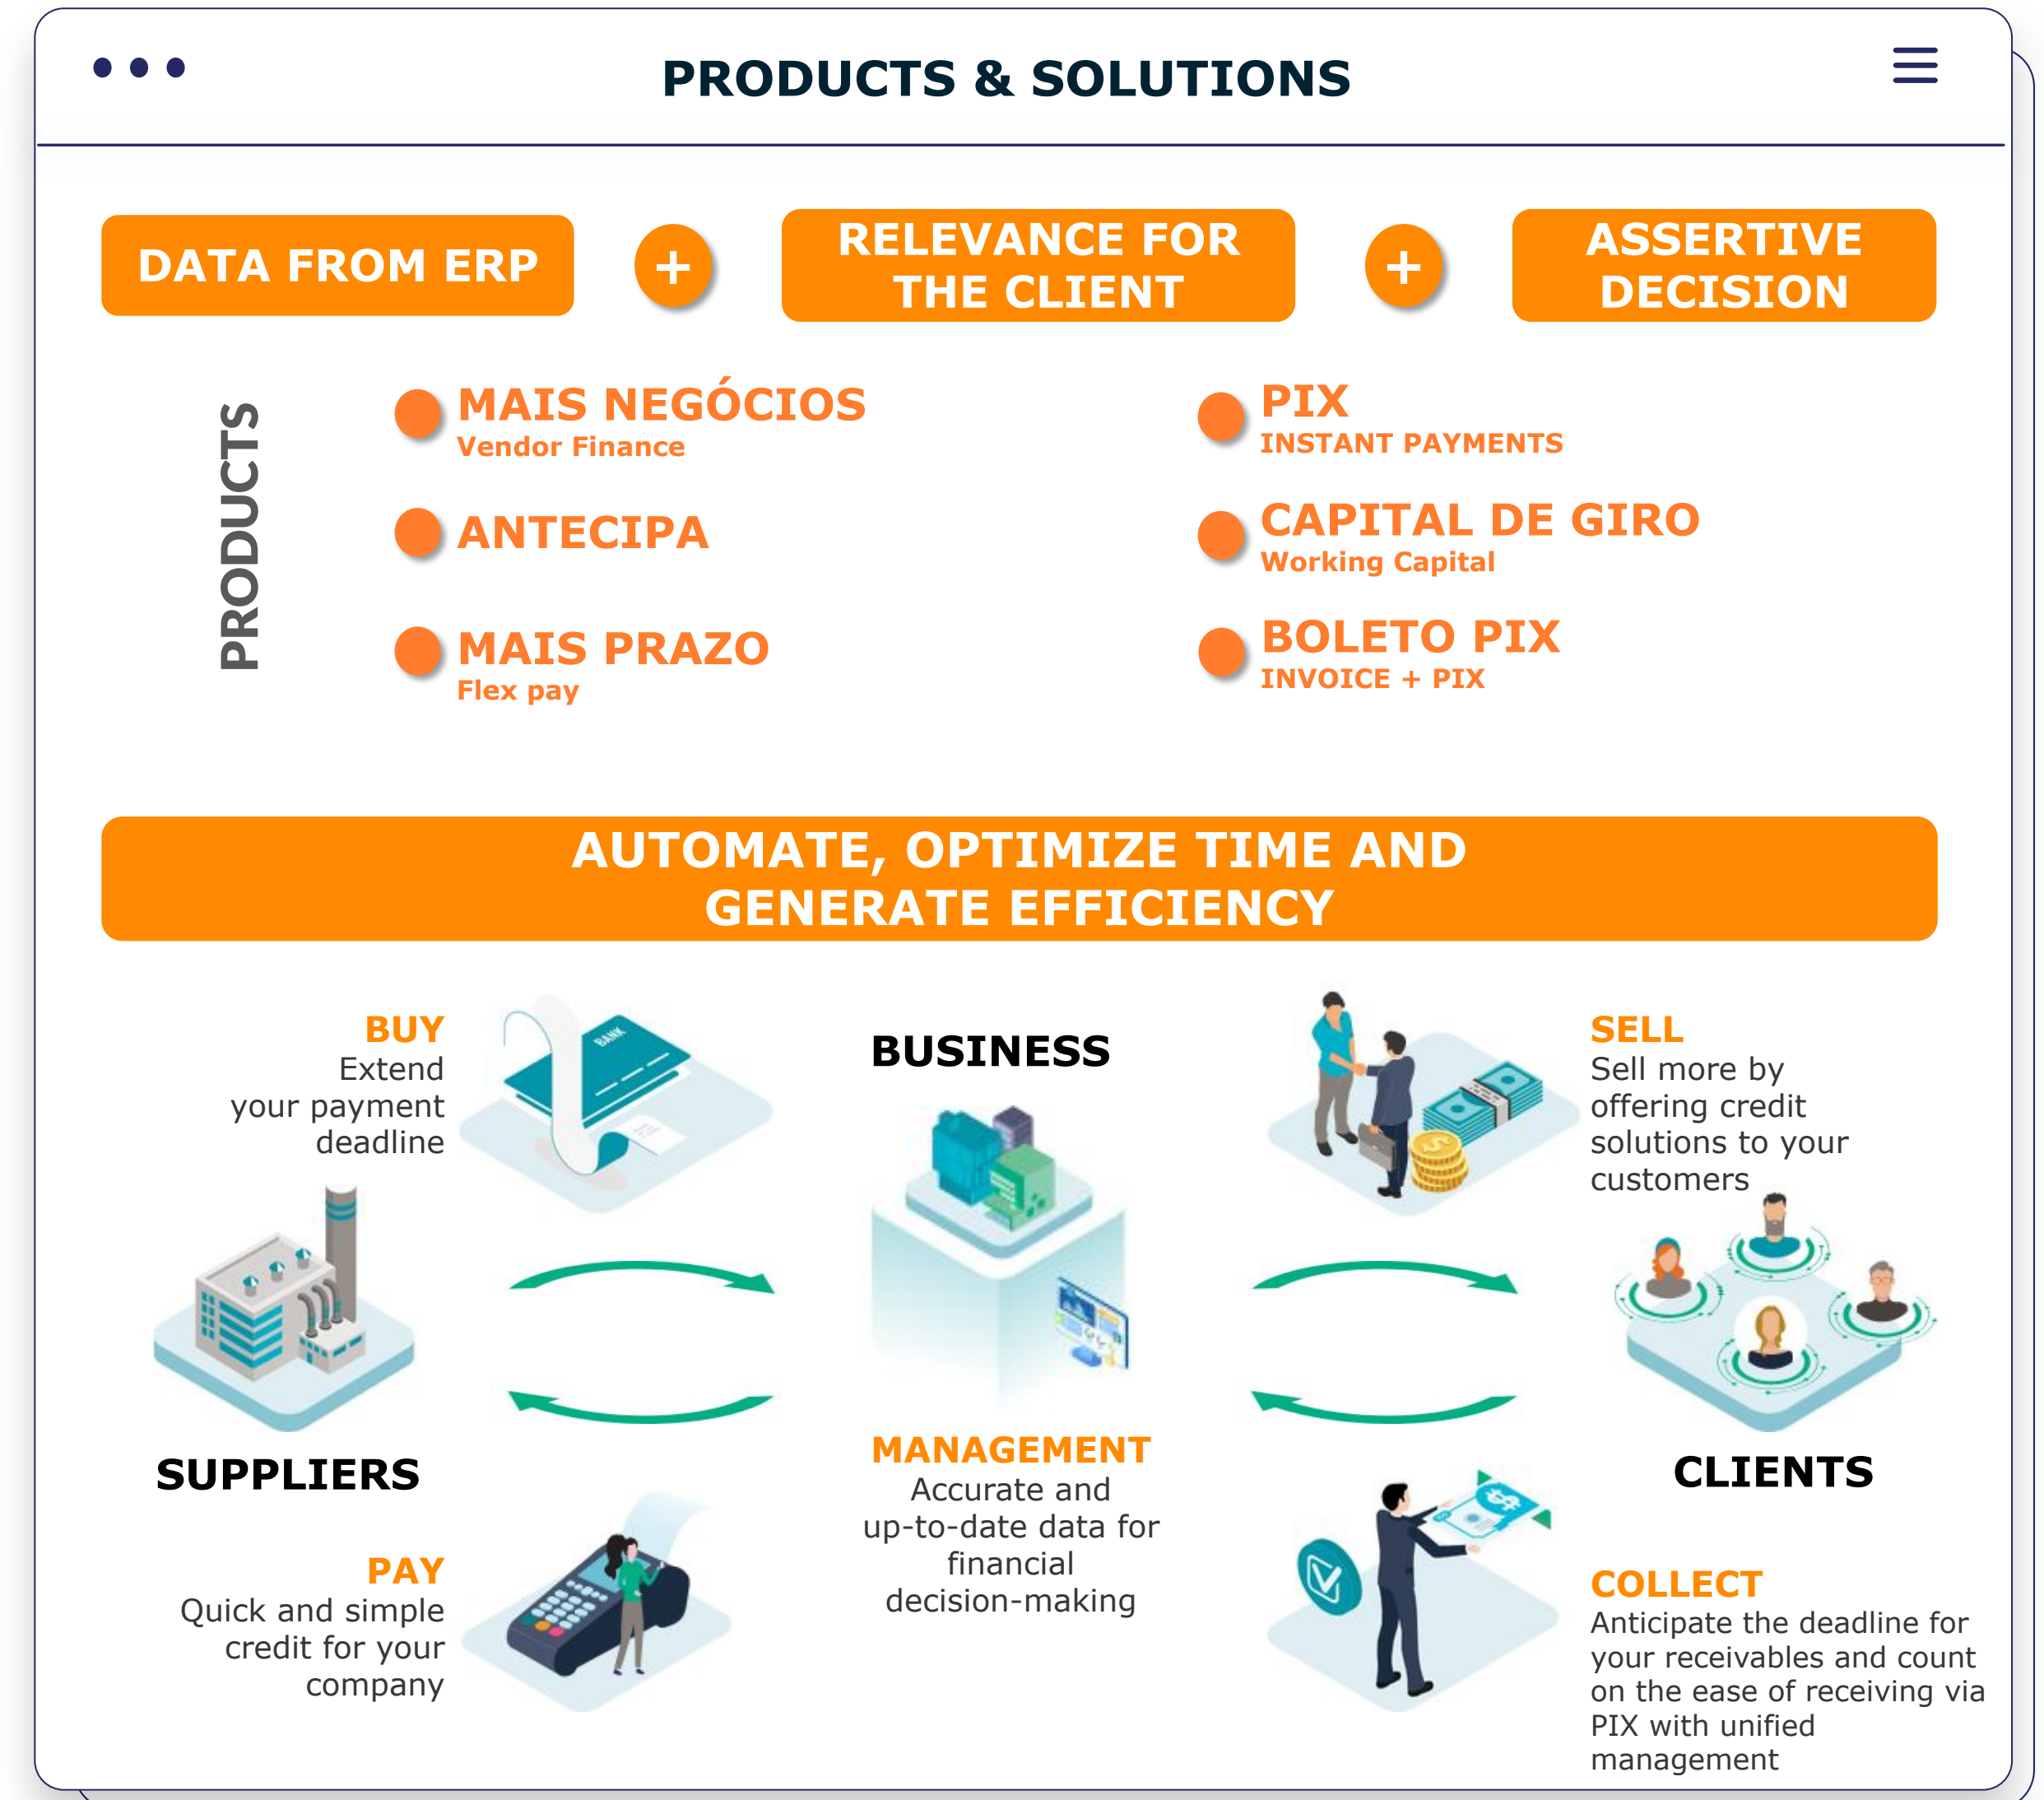 PRODUCTS & SOLUTIONS
DATA FROM ERP
+
RELEVANCE FOR
THE CLIENT
+
ASSERTIVE
DECISION
PRODUCTS
MAIS NEGÓCIOS
Vendor Finance
ANTECIPA
MAIS PRAZO
Flex pay
PIX
INSTANT PAYMENTS
CAPITAL DE GIRO
Working Capital
BOLETO PIX
INVOICE + PIX
AUTOMATE, OPTIMIZE TIME AND
GENERATE EFFICIENCY
BUY
Extend
your payment
deadline
BANK
BUSINESS
SELL
Sell more by
offering credit
solutions to your
customers
SUPPLIERS
MANAGEMENT
Accurate and
up-to-date data for
financial
decision-making
CLIENTS
PAY
Quick and simple
credit for your
company
COLLECT
Anticipate the deadline for
your receivables and count
on the ease of receiving via
PIX with unified
management